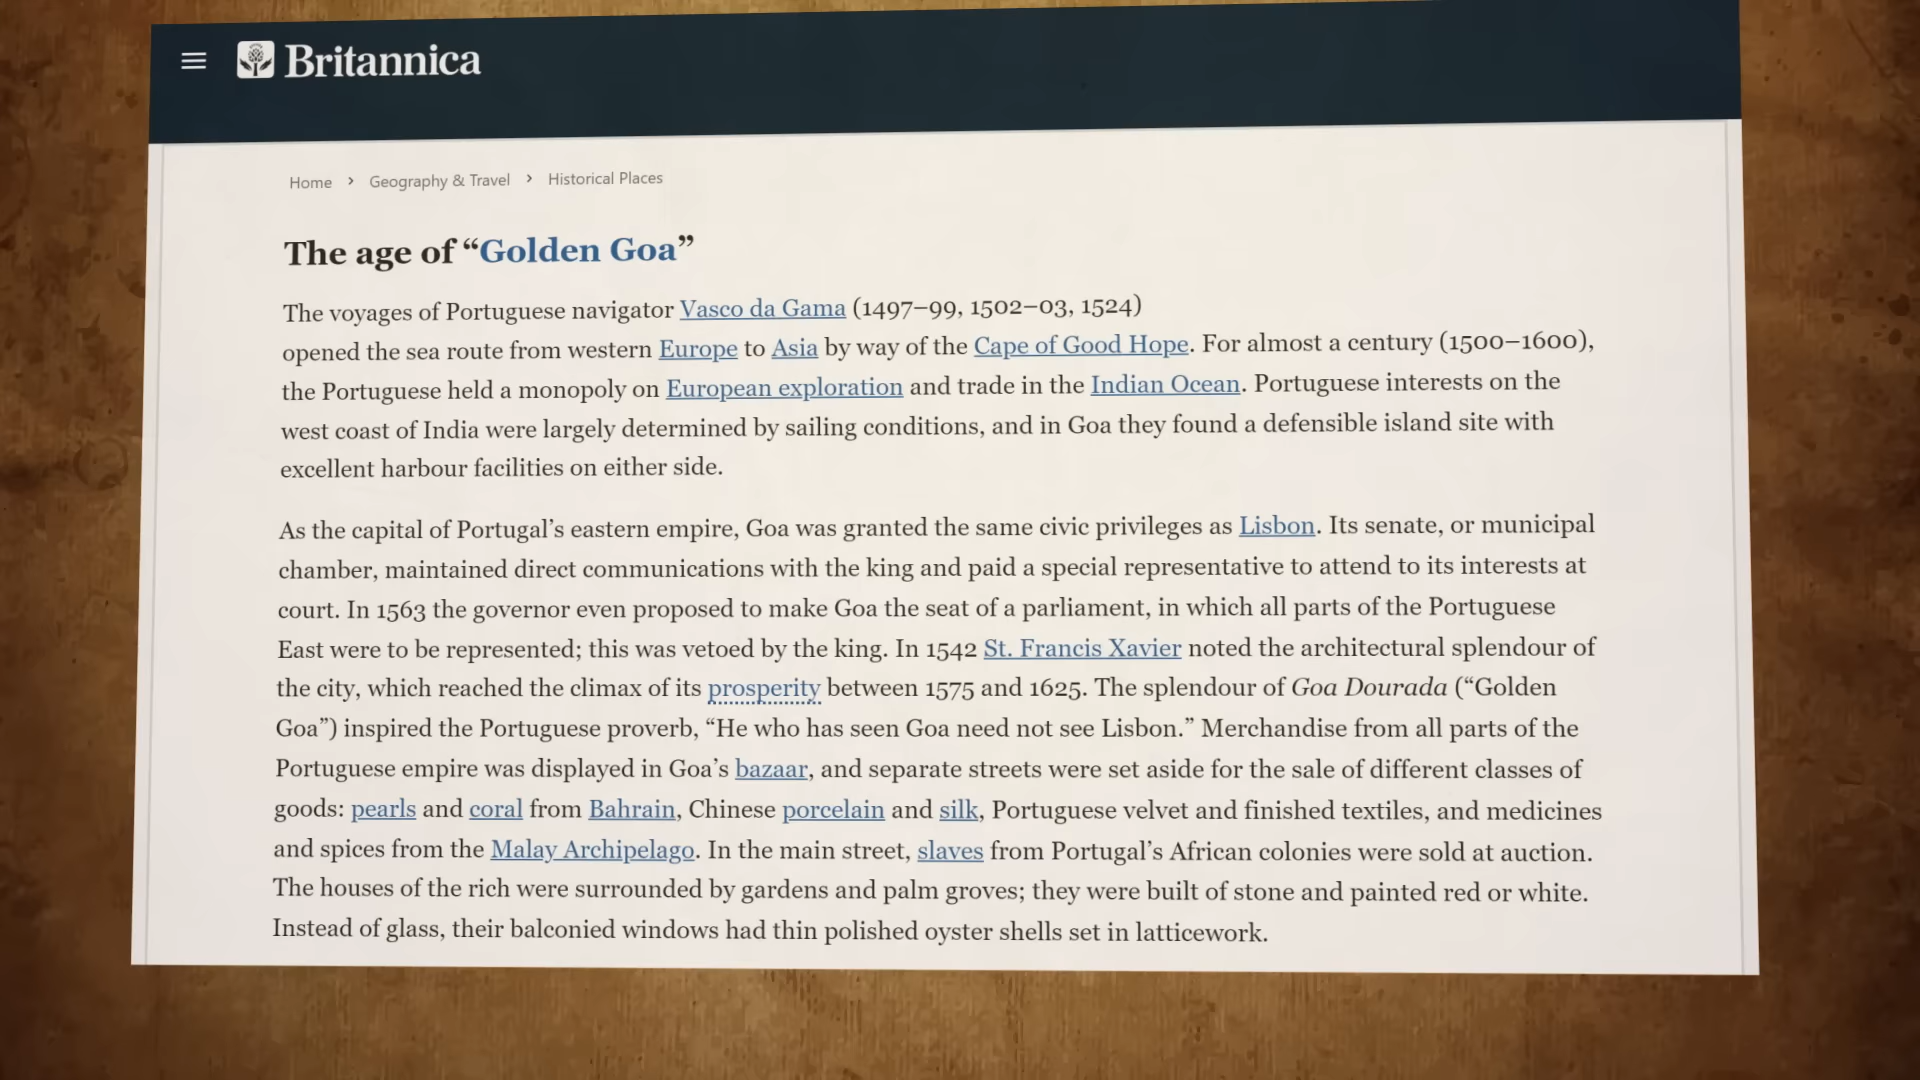 Britannica
Home > Geography & Travel > Historical Places
The age of “Golden Goa”
The voyages of Portuguese navigator Vasco da Gama (1497–99, 1502–03, 1524)
opened the sea route from western Europe to Asia by way of the Cape of Good Hope. For almost a century (1500–1600),
the Portuguese held a monopoly on European exploration and trade in the Indian Ocean. Portuguese interests on the
west coast of India were largely determined by sailing conditions, and in Goa they found a defensible island site with
excellent harbour facilities on either side.
As the capital of Portugal’s eastern empire, Goa was granted the same civic privileges as Lisbon. Its senate, or municipal
chamber, maintained direct communications with the king and paid a special representative to attend to its interests at
court. In 1563 the governor even proposed to make Goa the seat of a parliament, in which all parts of the Portuguese
East were to be represented; this was vetoed by the king. In 1542 St. Francis Xavier noted the architectural splendour of
the city, which reached the climax of its prosperity between 1575 and 1625. The splendour of Goa Dourada (“Golden
Goa”) inspired the Portuguese proverb, “He who has seen Goa need not see Lisbon.” Merchandise from all parts of the
Portuguese empire was displayed in Goa’s bazaar, and separate streets were set aside for the sale of different classes of
goods: pearls and coral from Bahrain, Chinese porcelain and silk, Portuguese velvet and finished textiles, and medicines
and spices from the Malay Archipelago. In the main street, slaves from Portugal’s African colonies were sold at auction.
The houses of the rich were surrounded by gardens and palm groves; they were built of stone and painted red or white.
Instead of glass, their balconied windows had thin polished oyster shells set in latticework.